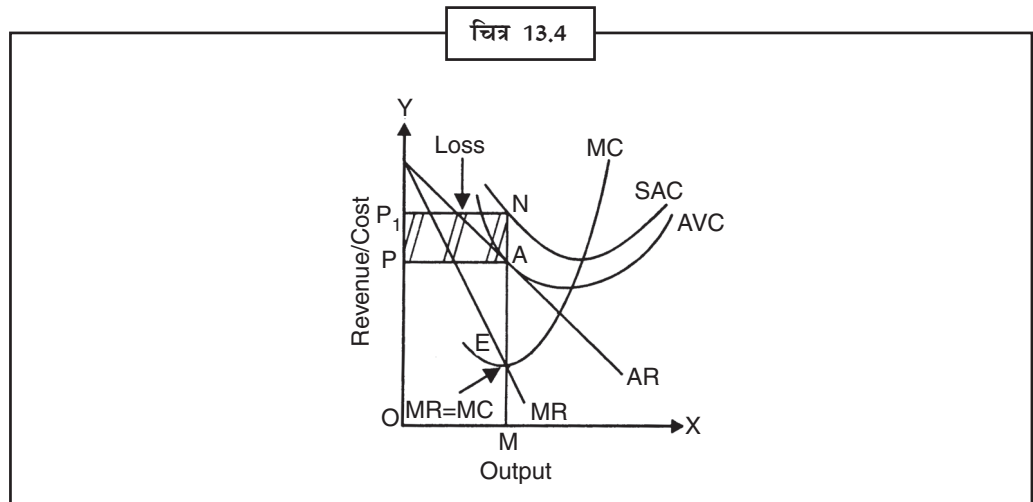 चित्र 13.4
Y
Loss
MC
SAC
AVC
P1
N
P
A
Revenue/Cost
E
AR
O
MR=MC
MR
X
M
Output